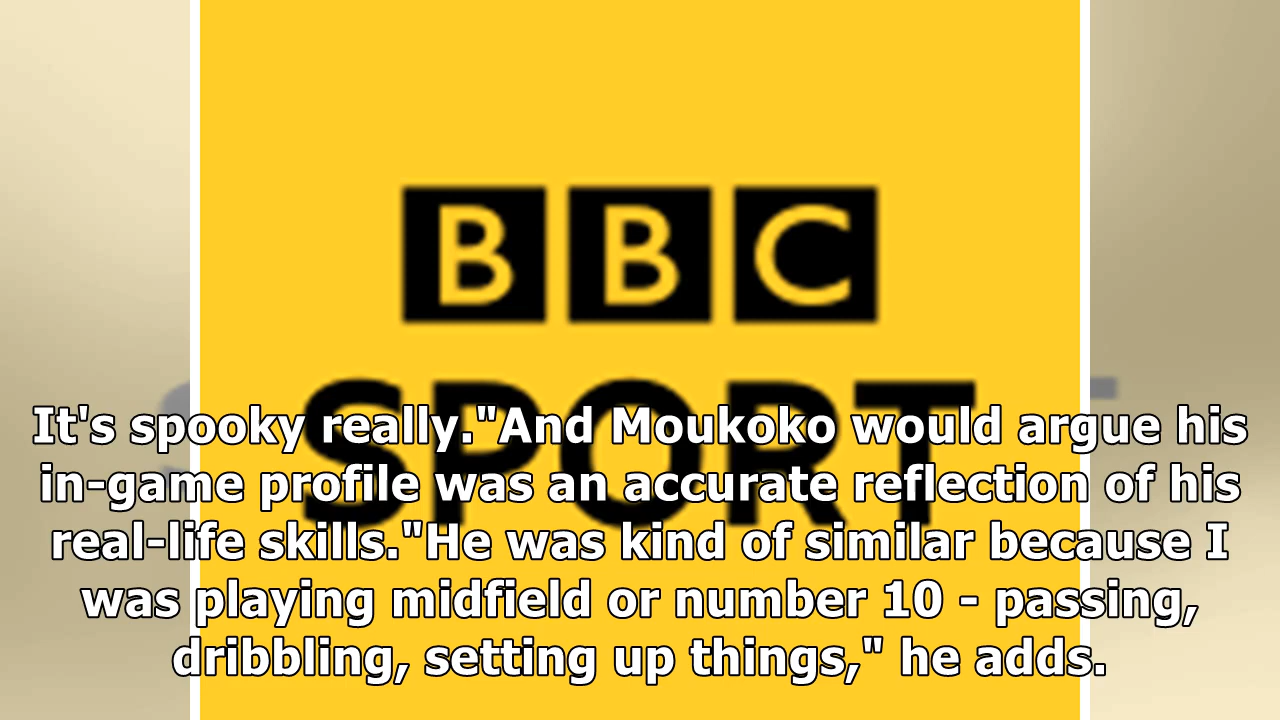 BBC
SPORT
It's spooky really."And Moukoko would argue his
in-game profile was an accurate reflection of his
real-life skills."He was kind of similar because I
was playing midfield or number 10 - passing,
dribbling, setting up things," he adds.